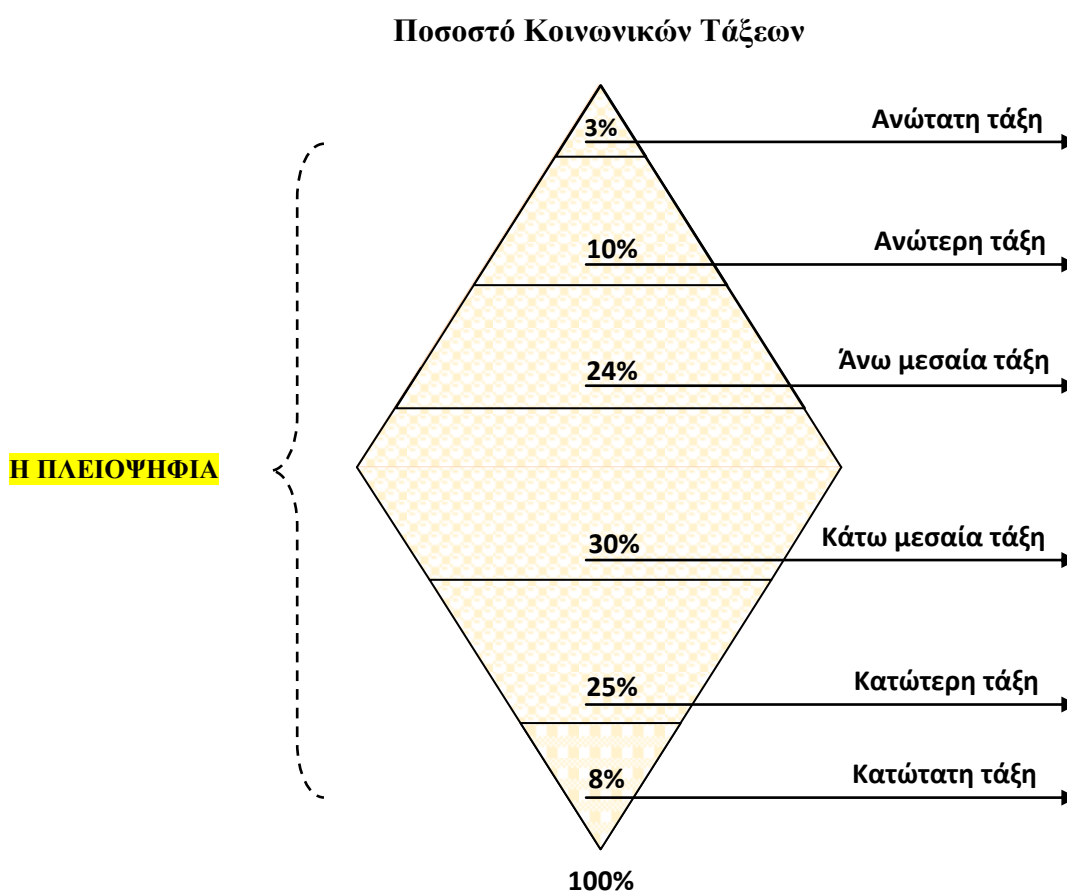 Ποσοστό Κοινωνικών Τάξεων
3%
Ανώτατη τάξη
10%
Ανώτερη τάξη
24%
Άνω μεσαία τάξη
Η ΠΛΕΙΟΨΗΦΙΑ
30%
Κάτω μεσαία τάξη
25%
Κατώτερη τάξη
8%
Κατώτατη τάξη
100%